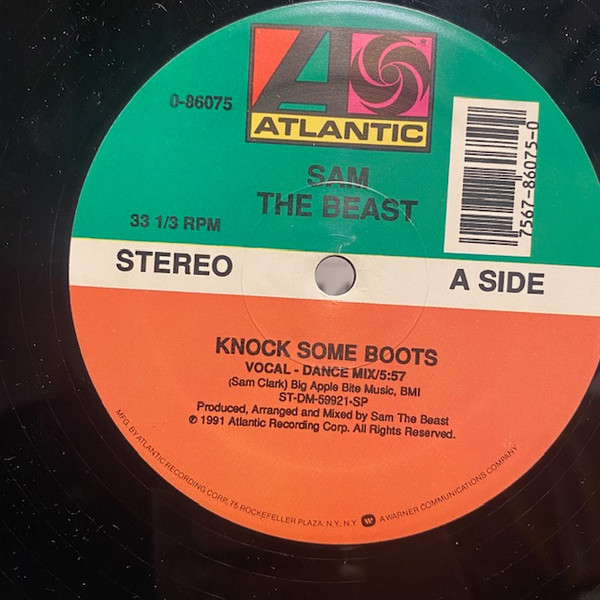 0-86075
ATLANTIC
7567-86075-0
SAM
THE BEAST
33 1/3 RPM
STEREO
A SIDE
KNOCK SOME BOOTS
VOCAL - DANCE MIX/5:57
(Sam Clark) Big Apple Bite Music, BMI
ST-DM-59921-SP
Produced, Arranged and Mixed by Sam The Beast
℗ 1991 Atlantic Recording Corp. All Rights Reserved.
MFG. BY ATLANTIC RECORDING CORP., 75 ROCKEFELLER PLAZA, N.Y., N.Y. A WARNER COMMUNICATIONS COMPANY